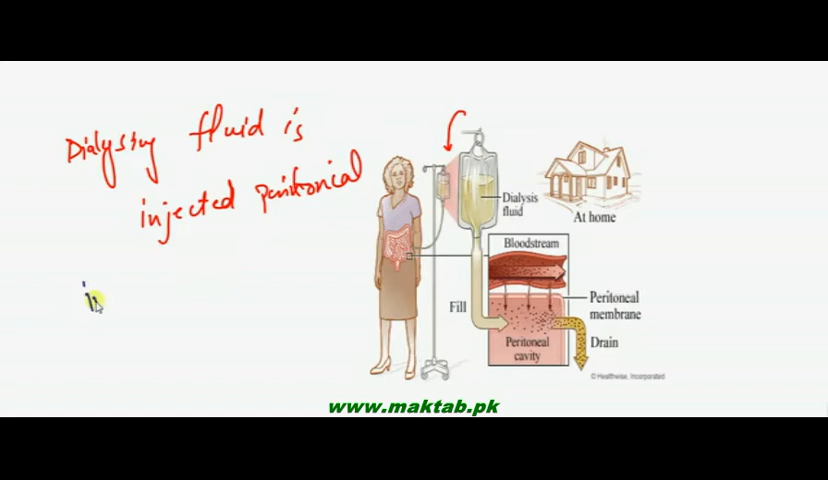 Dialysing fluid is
injected peritonical
i
Dialysis
fluid
At home
Bloodstream
Fill
Peritoneal
membrane
Peritoneal
cavity
Drain
© Healthwise, Incorporated
www.maktab.pk